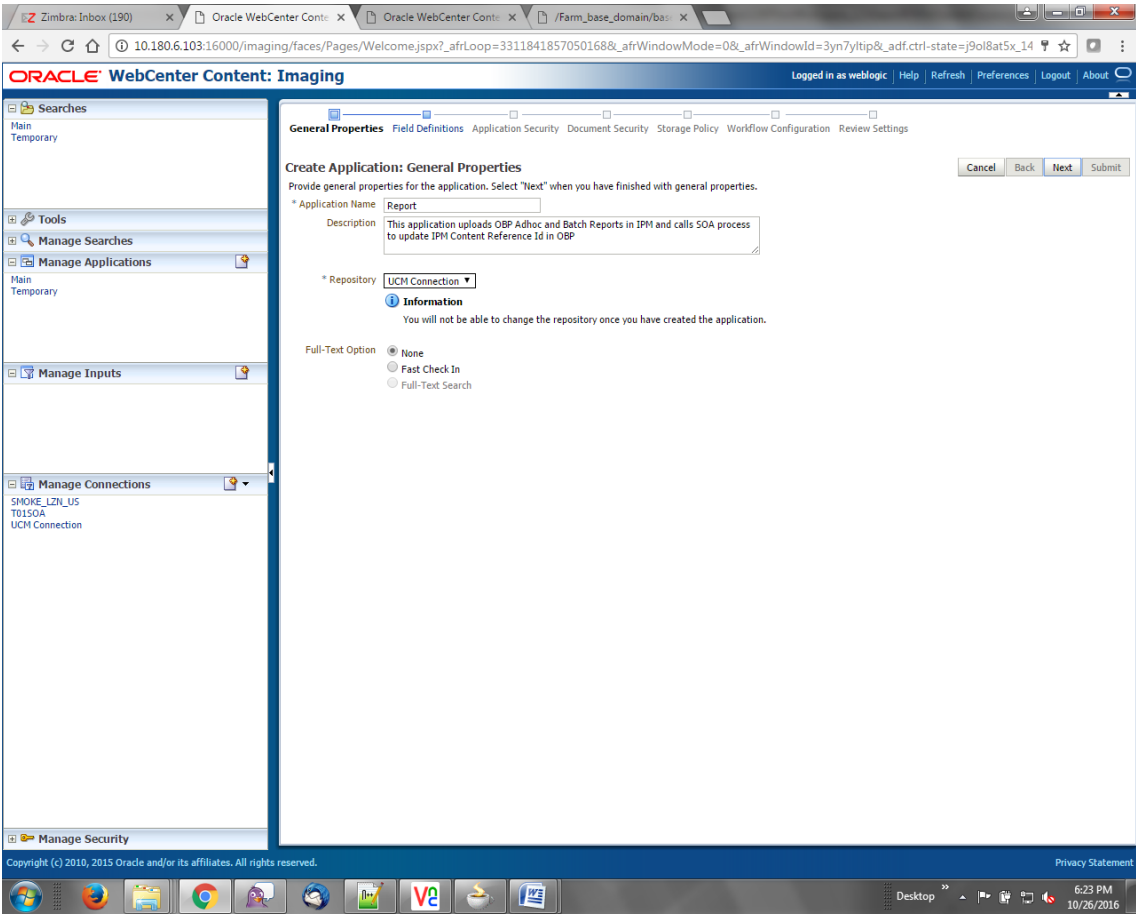 Zimbra: Inbox (190)
Oracle WebCenter Conte
Oracle WebCenter Conte
/Farm_base_domain/bas
10.180.6.103:16000/imaging/faces/Pages/Welcome.jspx?_afrLoop=3311841857050168&_afrWindowMode=0&_afrWindowId=3yn7yltip&_adf.ctrl-state=j9ol8at5x_14
ORACLE WebCenter Content: Imaging
Logged in as weblogic Help Refresh Preferences Logout About
Searches
Main
Temporary
Tools
Manage Searches
Manage Applications
Main
Temporary
Manage Inputs
Manage Connections
SMOKE_LZN_US
T01SOA
UCM Connection
Manage Security
General Properties Field Definitions Application Security Document Security Storage Policy Workflow Configuration Review Settings
Create Application: General Properties
Cancel Back Next Submit
Provide general properties for the application. Select "Next" when you have finished with general properties.
* Application Name Report
Description This application uploads OBP Adhoc and Batch Reports in IPM and calls SOA process
to update IPM Content Reference Id in OBP
* Repository UCM Connection
Information
You will not be able to change the repository once you have created the application.
Full-Text Option None
Fast Check In
Full-Text Search
Copyright (c) 2010, 2015 Oracle and/or its affiliates. All rights reserved.
Privacy Statement
Desktop
6:23 PM
10/26/2016